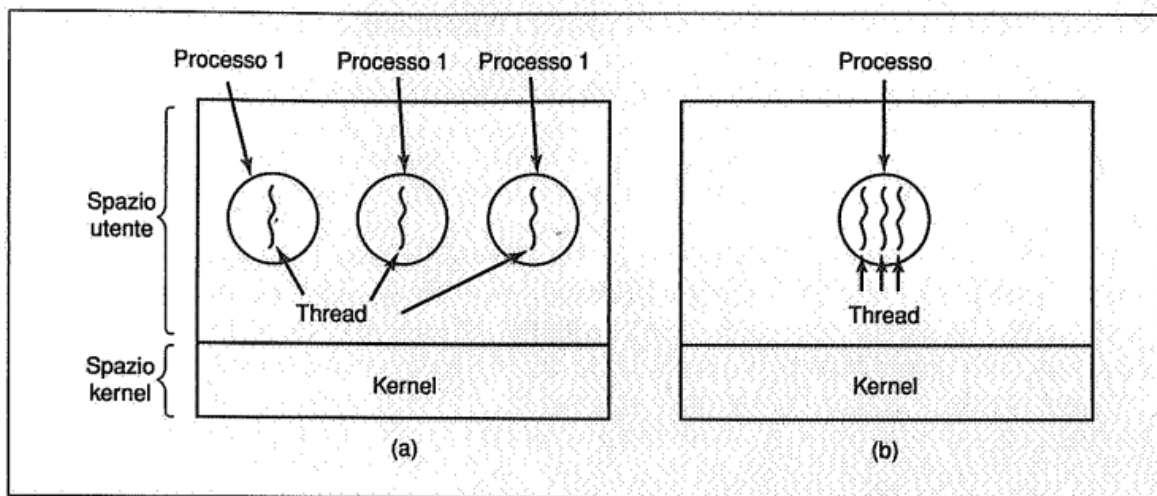 Processo 1 Processo 1 Processo 1
Processo
Spazio
utente
Thread
Thread
Spazio
kernel
Kernel
Kernel
(a)
(b)